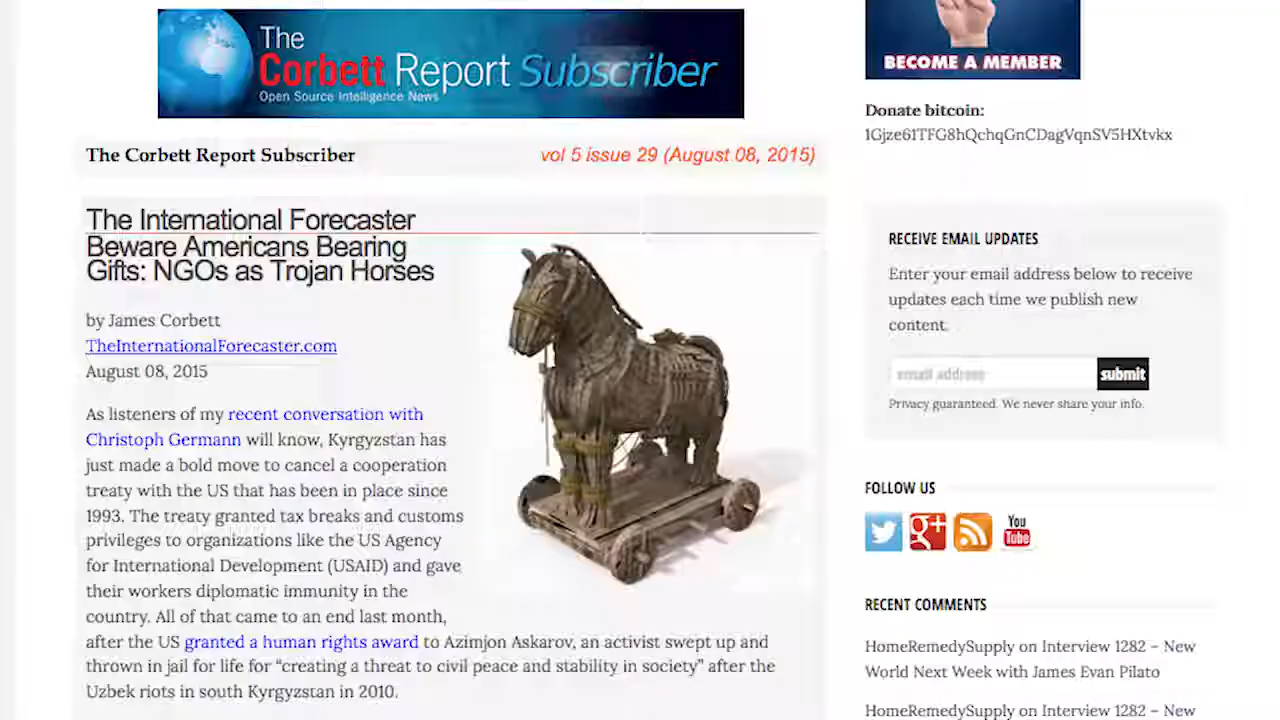 The
Corbett Report Subscriber
Open Source Intelligence News
The Corbett Report Subscriber
vol 5 issue 29 (August 08, 2015)
The International Forecaster
Beware Americans Bearing
Gifts: NGOs as Trojan Horses
by James Corbett
TheInternationalForecaster.com
August 08, 2015
As listeners of my recent conversation with
Christoph Germann will know, Kyrgyzstan has
just made a bold move to cancel a cooperation
treaty with the US that has been in place since
1993. The treaty granted tax breaks and customs
privileges to organizations like the US Agency
for International Development (USAID) and gave
their workers diplomatic immunity in the
country. All of that came to an end last month,
after the US granted a human rights award to Azimjon Askarov, an activist swept up and
thrown in jail for life for “creating a threat to civil peace and stability in society” after the
Uzbek riots in south Kyrgyzstan in 2010.
BECOME A MEMBER
Donate bitcoin:
1Gjze61TFG8hQchqGnCDagVqnSV5HXtvkx
RECEIVE EMAIL UPDATES
Enter your email address below to receive
updates each time we publish new
content.
email address
submit
Privacy guaranteed. We never share your info.
FOLLOW US
You
Tube
RECENT COMMENTS
HomeRemedySupply on Interview 1282 – New
World Next Week with James Evan Pilato
HomeRemedySupply on Interview 1282 – New